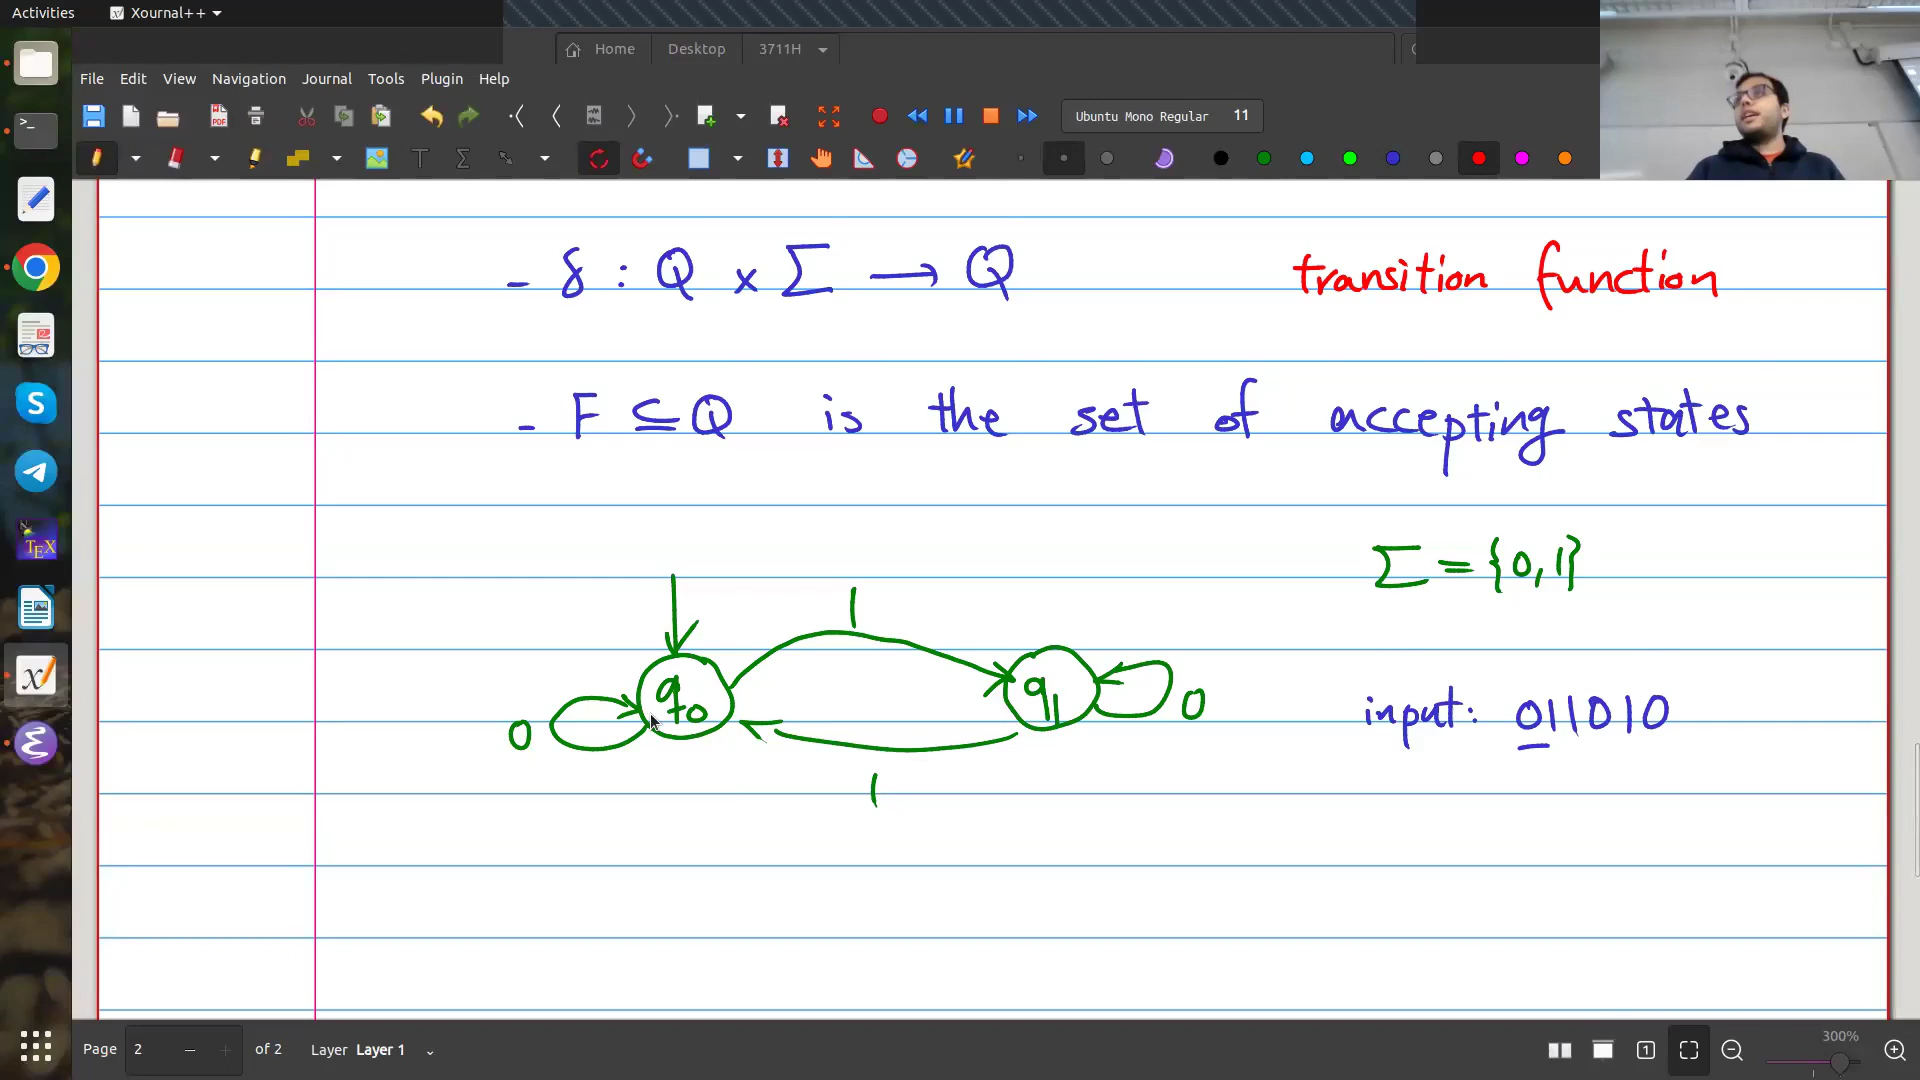 Activities Xournal++
Home Desktop 3711H
File Edit View Navigation Journal Tools Plugin Help
PDF Ubuntu Mono Regular 11
- δ : Q x Σ → Q transition function
- F ⊆ Q is the set of accepting states
Σ = {0,1}
1
q0 q1
0 0 input: 011010
1
Page 2 of 2 Layer Layer 1 300%